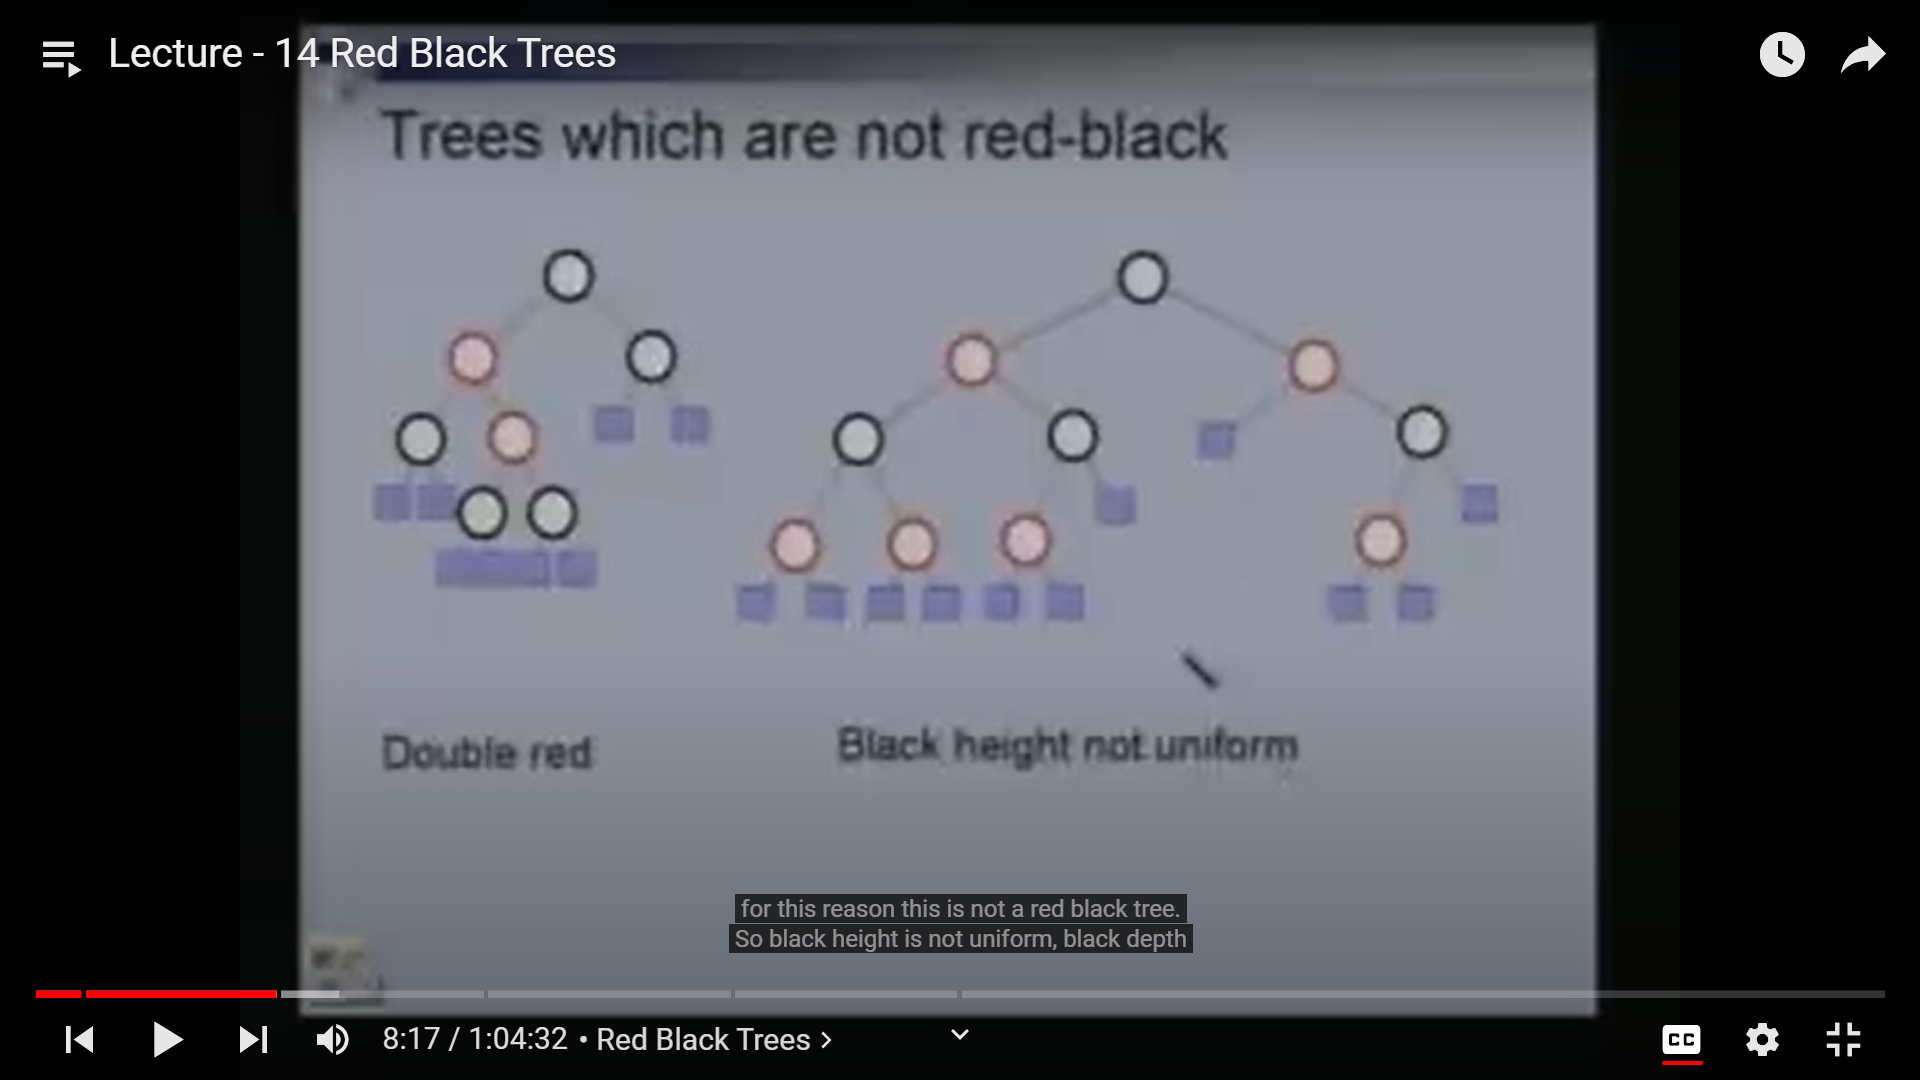 Lecture - 14 Red Black Trees
Trees which are not red-black
Double red
Black height not uniform
for this reason this is not a red black tree.
So black height is not uniform, black depth
8:17 / 1:04:32 • Red Black Trees >
CC